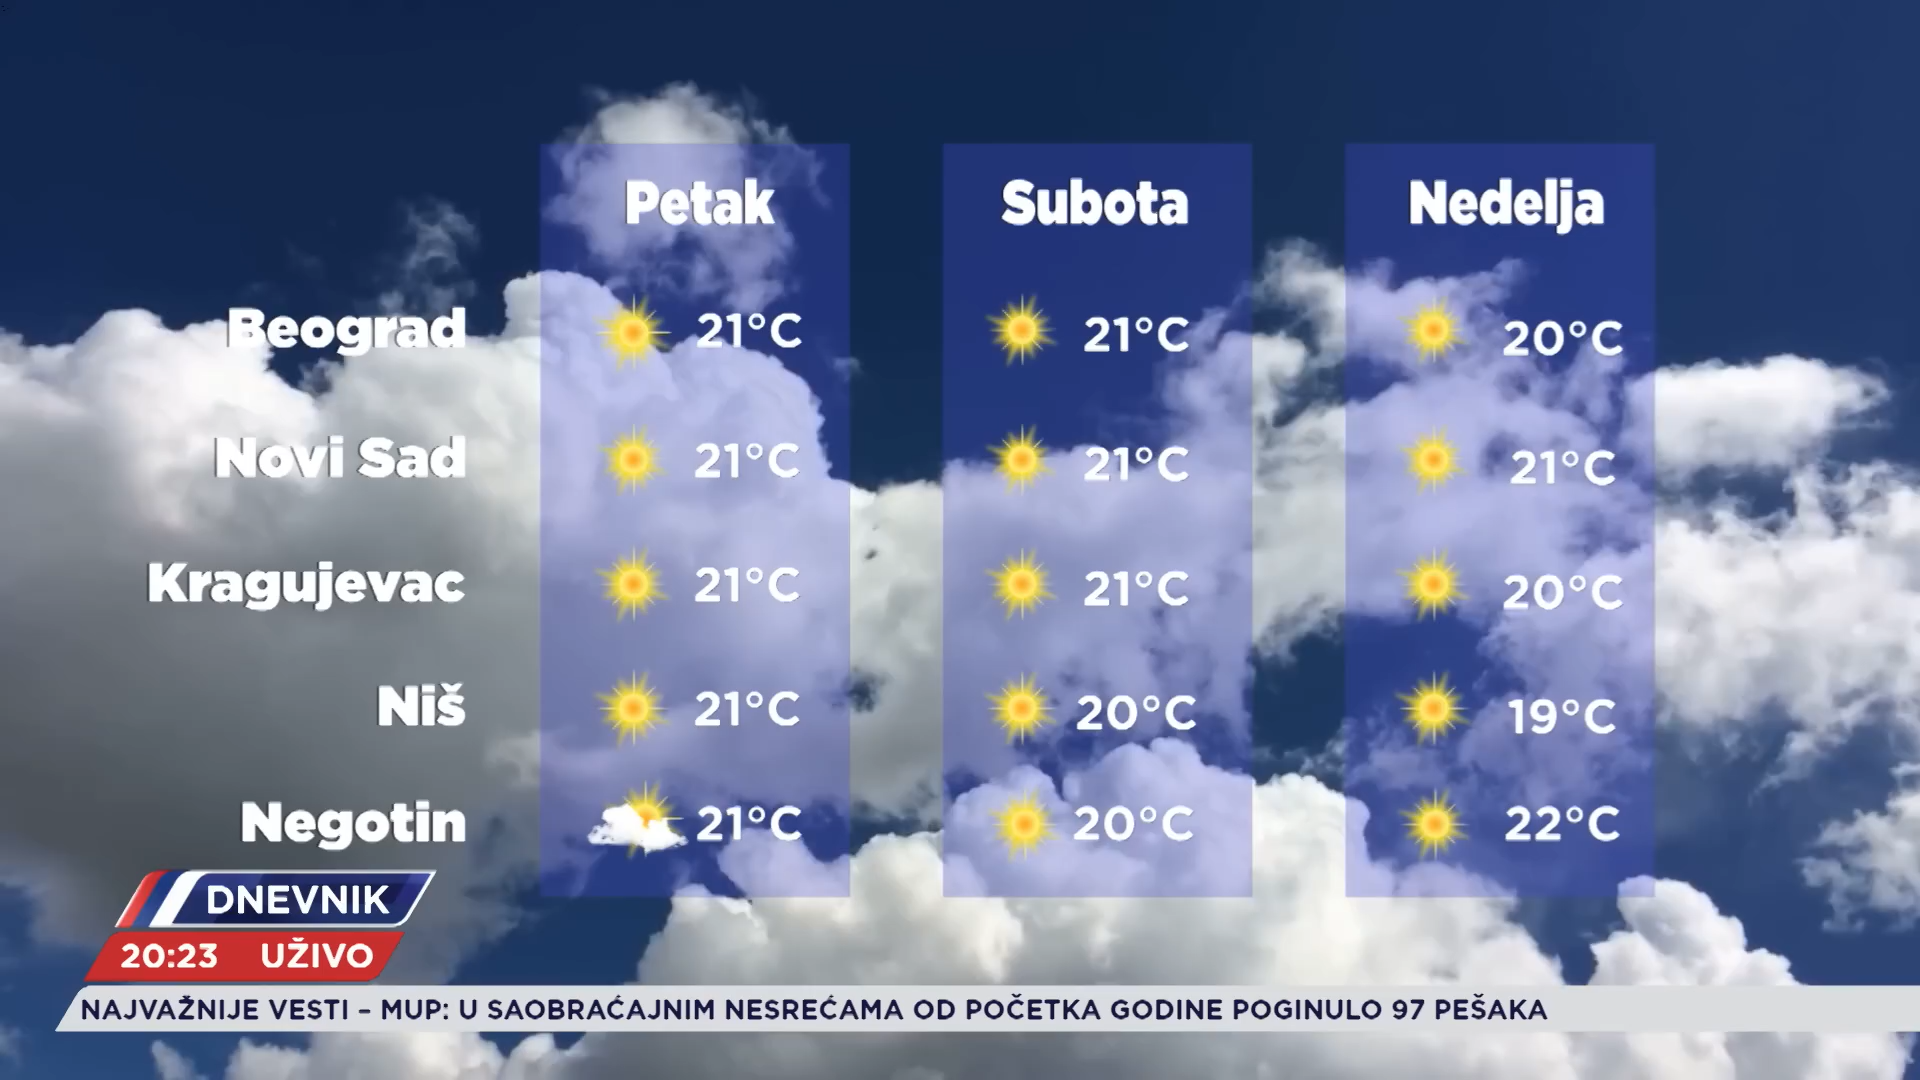 Petak Subota Nedelja
Beograd 21°C 21°C 20°C
Novi Sad 21°C 21°C 21°C
Kragujevac 21°C 21°C 20°C
Niš 21°C 20°C 19°C
Negotin 21°C 20°C 22°C
DNEVNIK
20:23 UŽIVO
NAJVAŽNIJE VESTI – MUP: U SAOBRAĆAJNIM NESREĆAMA OD POČETKA GODINE POGINULO 97 PEŠAKA